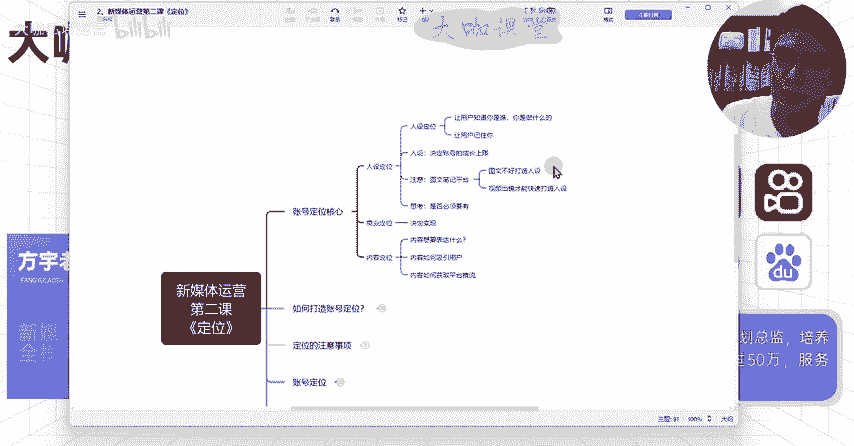 2、新媒体运营第二课《定位》
大咖课堂
让用户知道你是谁、你是做什么的
人设定位
让用户记住你
人设：决定账号的成长上限
人设定位
图文不好打造人设
注意：图文笔记平台
视频出镜才能快速打造人设
思考：是否必须要有
账号定位核心
商业定位
决定变现
内容想要表达什么？
内容定位
内容如何吸引用户
内容如何获取平台推流
方宇老
新媒体运营
第二课
《定位》
如何打造账号定位？
定位的注意事项
账号定位
du
划总监，培养
过50万，服务
100%
大纲